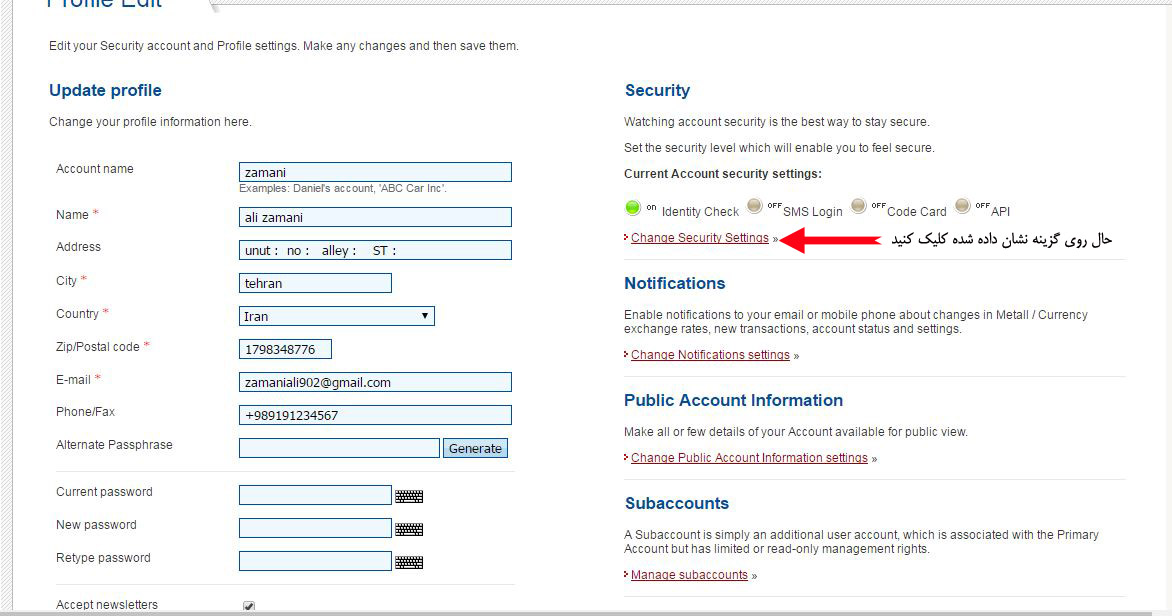 Profile Edit
Edit your Security account and Profile settings. Make any changes and then save them.
Update profile
Change your profile information here.
Account name
zamani
Examples: Daniel's account, 'ABC Car Inc'.
Name *
ali zamani
Address
unut : no : alley : ST :
City *
tehran
Country *
Iran
Zip/Postal code *
1798348776
E-mail *
zamaniali902@gmail.com
Phone/Fax
+989191234567
Alternate Passphrase
Generate
Current password
New password
Retype password
Accept newsletters
Security
Watching account security is the best way to stay secure.
Set the security level which will enable you to feel secure.
Current Account security settings:
on Identity Check OFF SMS Login OFF Code Card OFF API
Change Security Settings »
حال روی گزینه نشان داده شده کلیک کنید
Notifications
Enable notifications to your email or mobile phone about changes in Metall / Currency
exchange rates, new transactions, account status and settings.
Change Notifications settings »
Public Account Information
Make all or few details of your Account available for public view.
Change Public Account Information settings »
Subaccounts
A Subaccount is simply an additional user account, which is associated with the Primary
Account but has limited or read-only management rights.
Manage subaccounts »